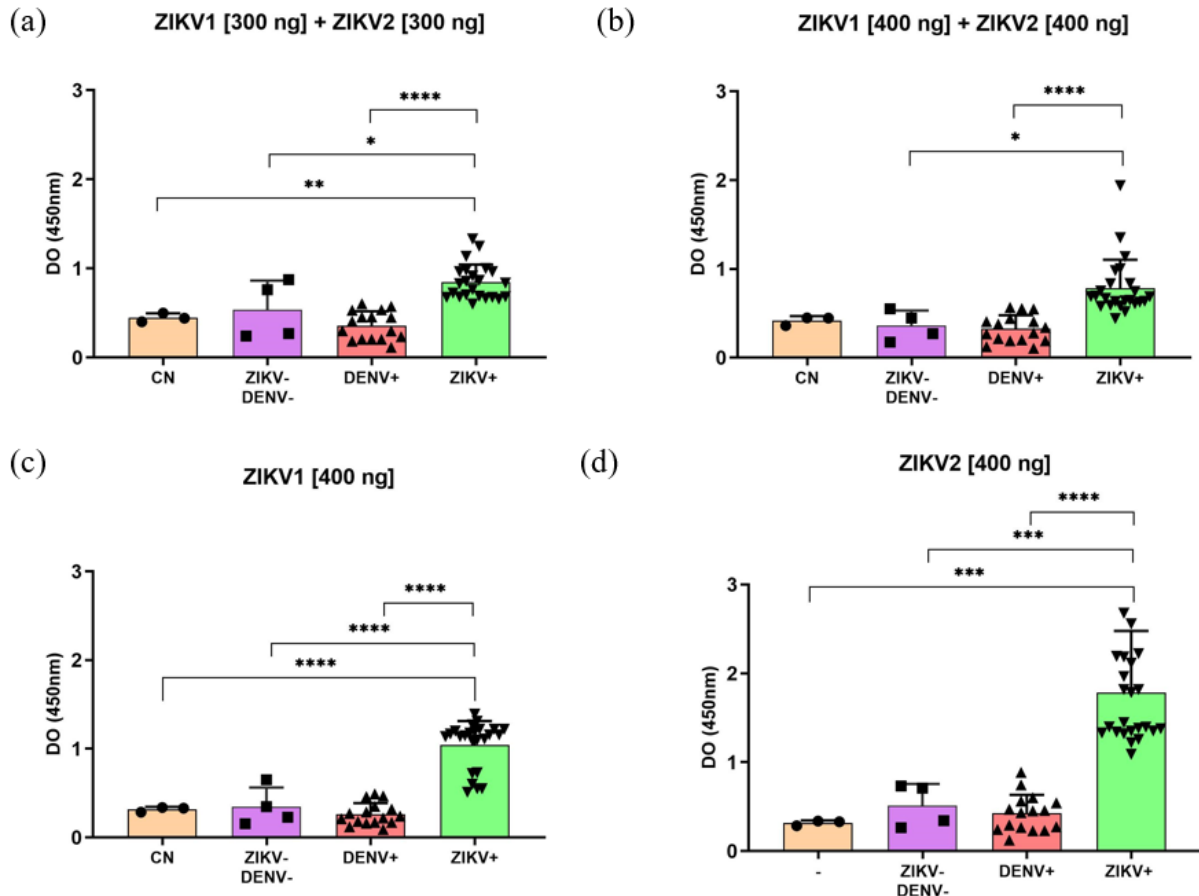 (a)
ZIKV1 [300 ng] + ZIKV2 [300 ng]
****
*
**
3
2
1
0
DO (450nm)
CN
ZIKV-
DENV-
DENV+
ZIKV+
(b)
ZIKV1 [400 ng] + ZIKV2 [400 ng]
****
*
3
2
1
0
DO (450nm)
CN
ZIKV-
DENV-
DENV+
ZIKV+
(c)
ZIKV1 [400 ng]
****
****
****
3
2
1
0
DO (450nm)
CN
ZIKV-
DENV-
DENV+
ZIKV+
(d)
ZIKV2 [400 ng]
****
***
***
3
2
1
0
DO (450nm)
-
ZIKV-
DENV-
DENV+
ZIKV+